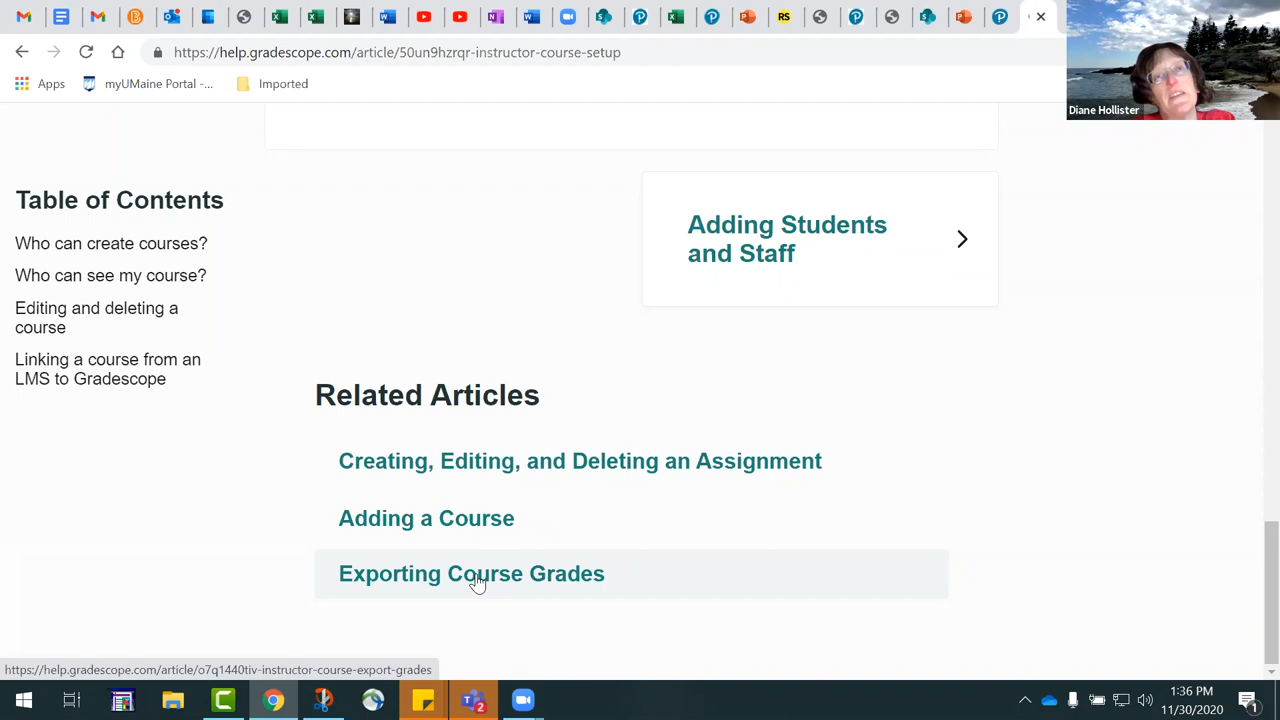 RS
https://help.gradescope.com/article/50un9hzrqr-instructor-course-setup
Apps
myUMaine Portal -...
Imported
Diane Hollister
Table of Contents
Who can create courses?
Who can see my course?
Editing and deleting a
course
Linking a course from an
LMS to Gradescope
Adding Students
and Staff
Related Articles
Creating, Editing, and Deleting an Assignment
Adding a Course
Exporting Course Grades
https://help.gradescope.com/article/o7q1440tiv-instructor-course-export-grades
2
1:36 PM
11/30/2020
1